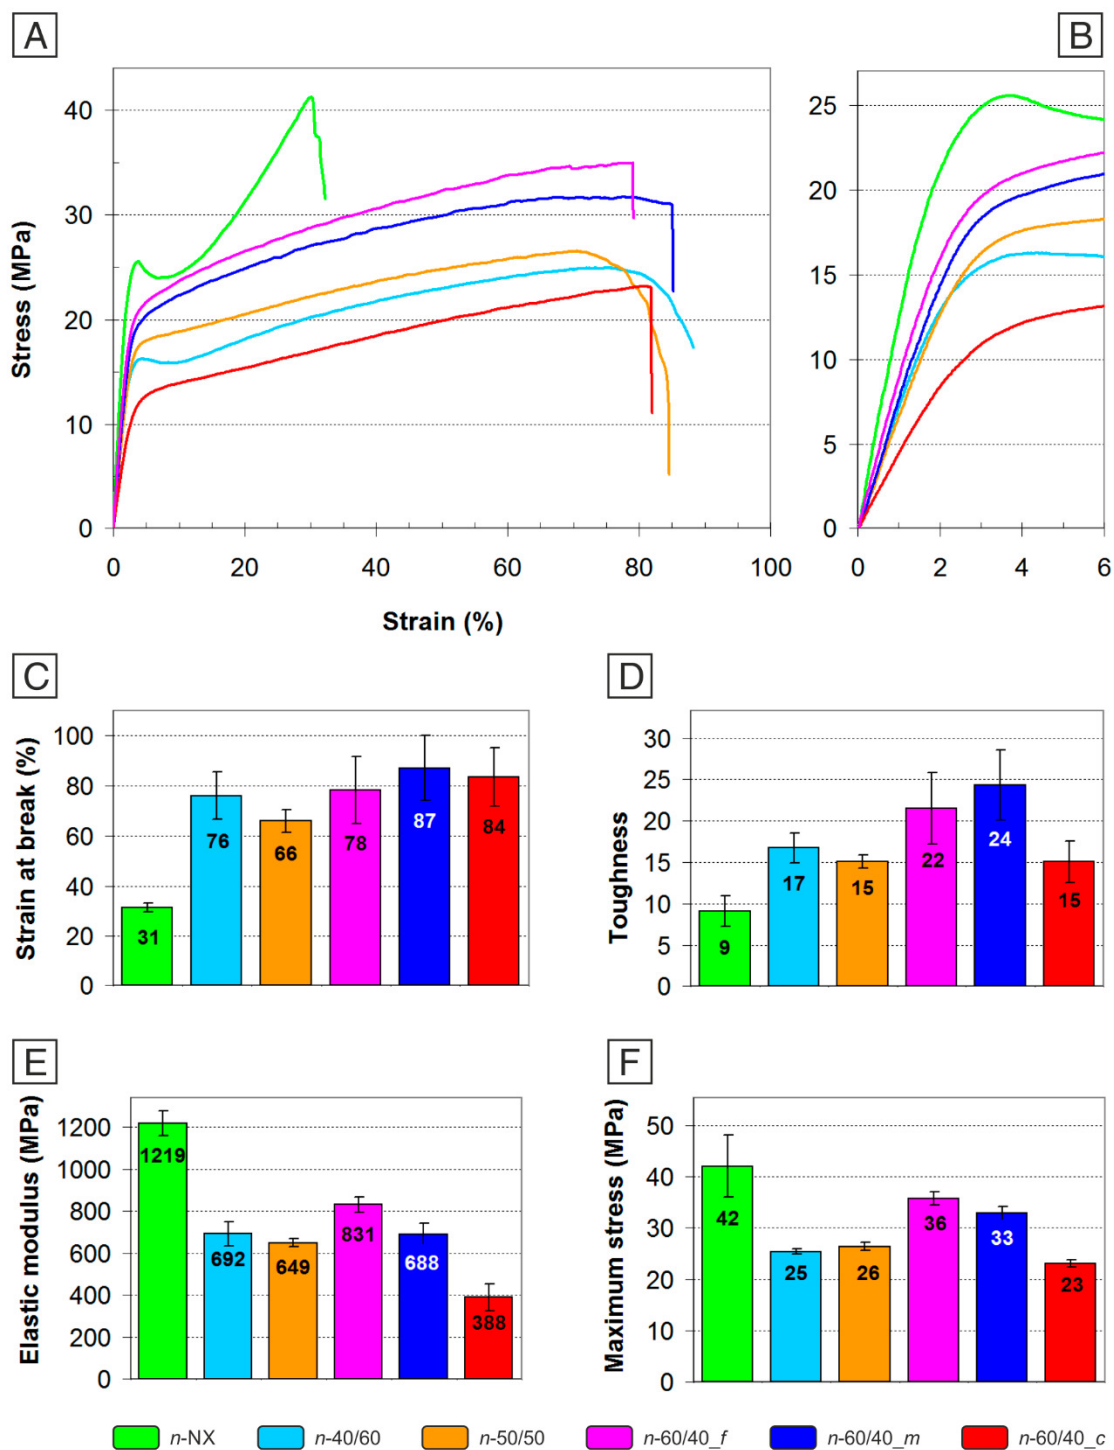 A
B
Stress (MPa)
40
30
20
10
0
0 20 40 60 80 100
Strain (%)
25
20
15
10
5
0
0 2 4 6
C
Strain at break (%)
100
80
60
40
20
0
31 76 66 78 87 84
D
Toughness
30
25
20
15
10
5
0
9 17 15 22 24 15
E
Elastic modulus (MPa)
1200
1000
800
600
400
200
0
1219 692 649 831 688 388
F
Maximum stress (MPa)
50
40
30
20
10
0
42 25 26 36 33 23
n-NX n-40/60 n-50/50 n-60/40_f n-60/40_m n-60/40_c